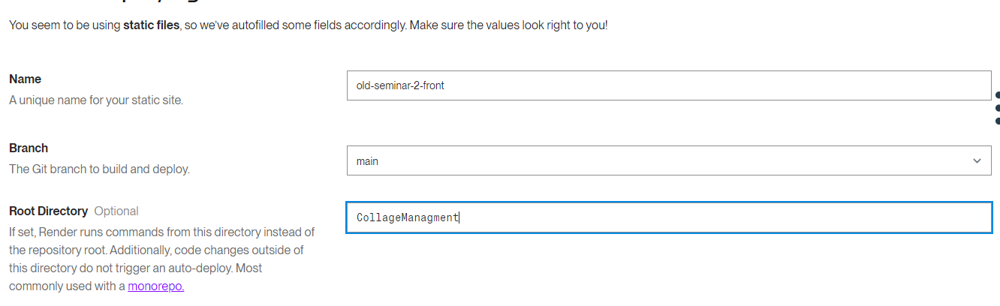 You seem to be using static files, so we've autofilled some fields accordingly. Make sure the values look right to you!
Name
A unique name for your static site.
old-seminar-2-front
Branch
The Git branch to build and deploy.
main
Root Directory Optional
If set, Render runs commands from this directory instead of
the repository root. Additionally, code changes outside of
this directory do not trigger an auto-deploy. Most
commonly used with a monorepo.
CollageManagment